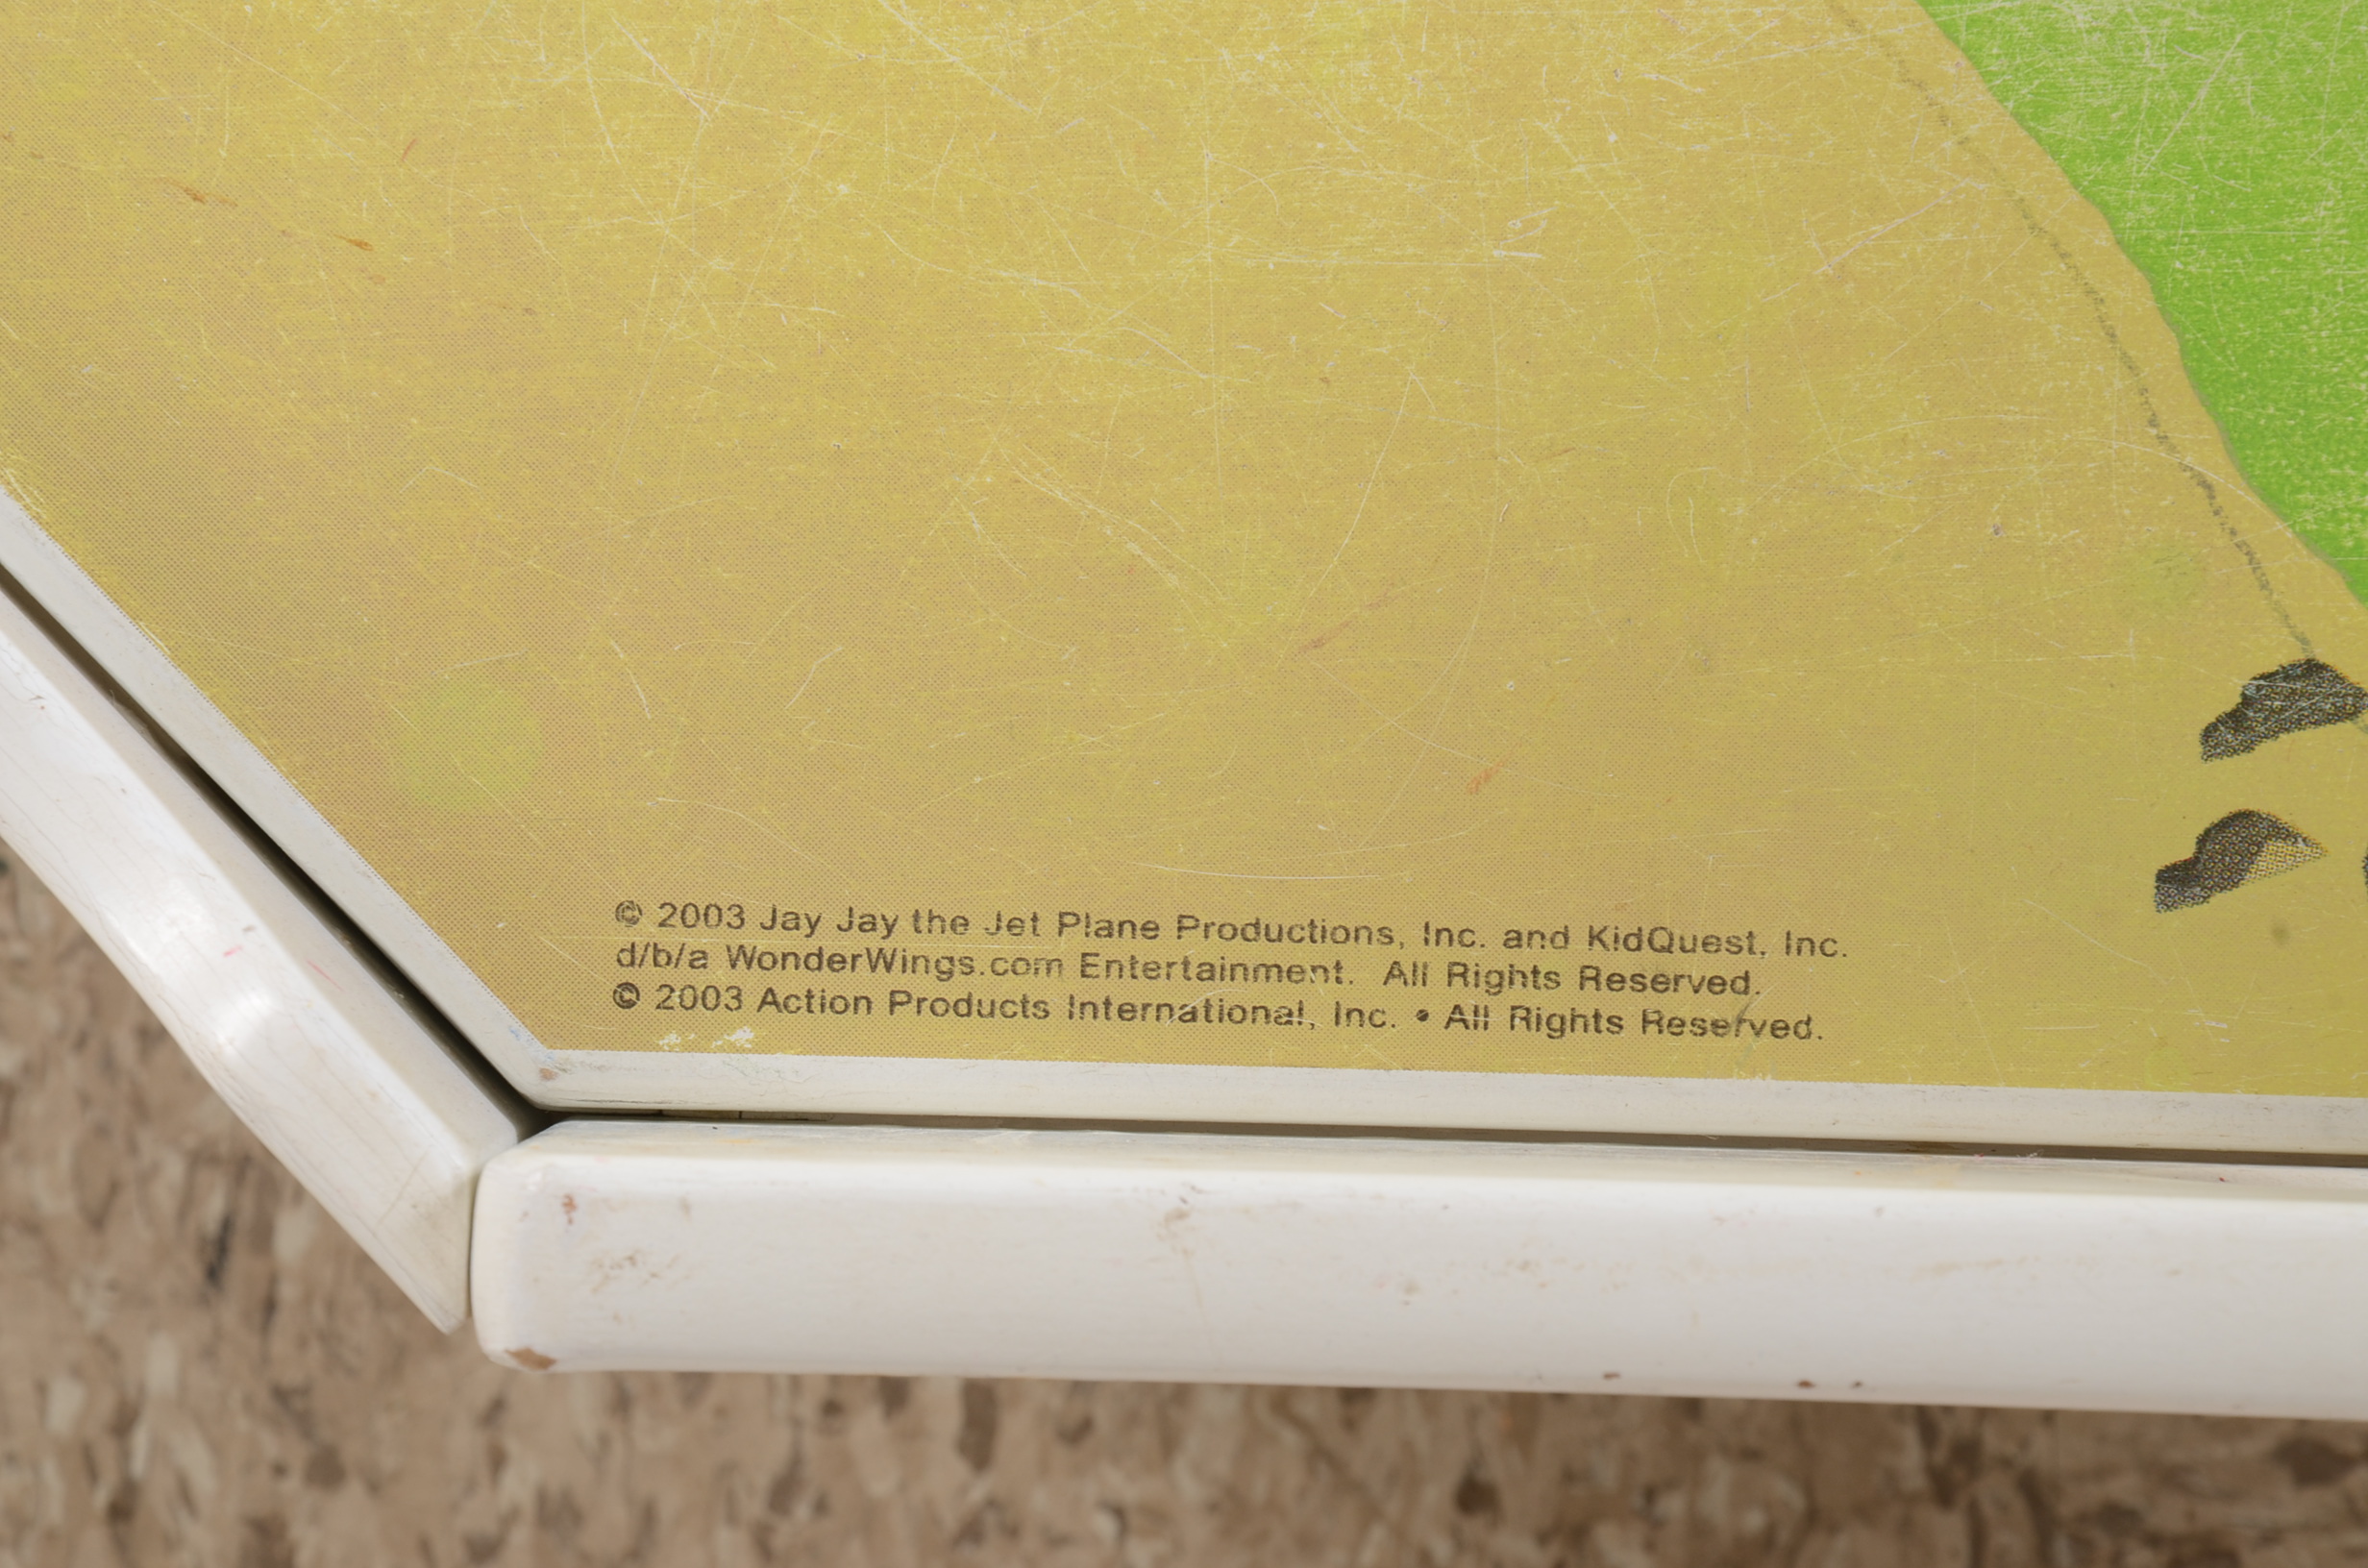 © 2003 Jay Jay the Jet Plane Productions, Inc. and KidQuest, Inc.
d/b/a WonderWings.com Entertainment. All Rights Reserved.
© 2003 Action Products International, Inc. • All Rights Reserved.